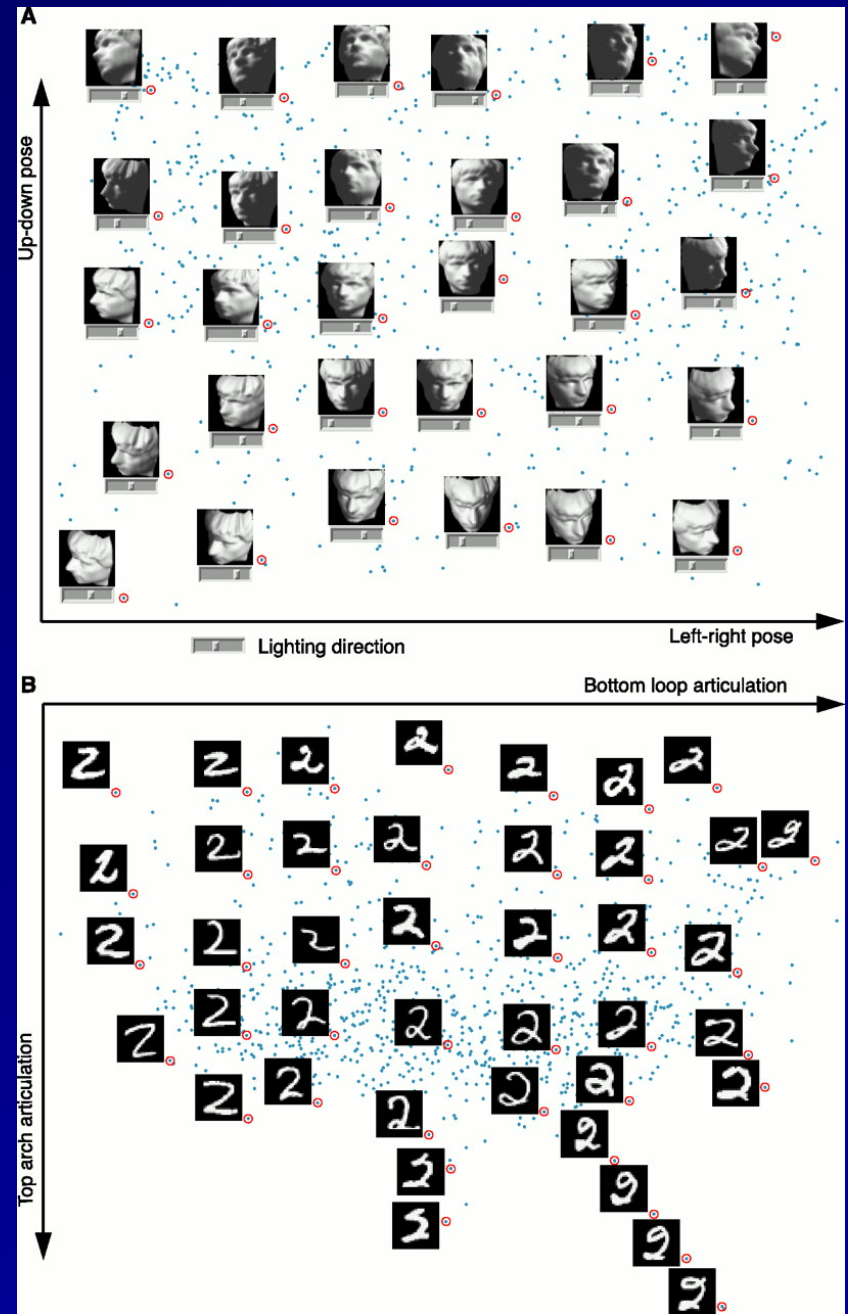 A
Up-down pose
Left-right pose
Lighting direction
B
Bottom loop articulation
Top arch articulation